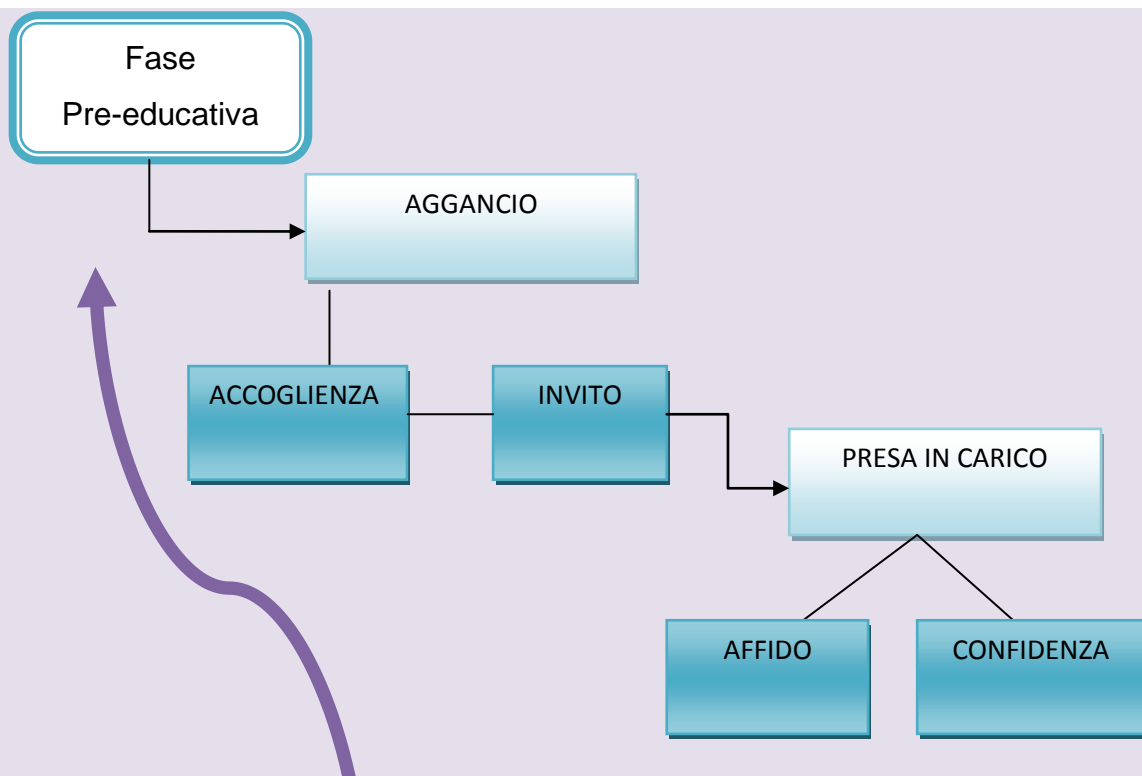 Fase
Pre-educativa
AGGANCIO
ACCOGLIENZA
INVITO
PRESA IN CARICO
AFFIDO
CONFIDENZA